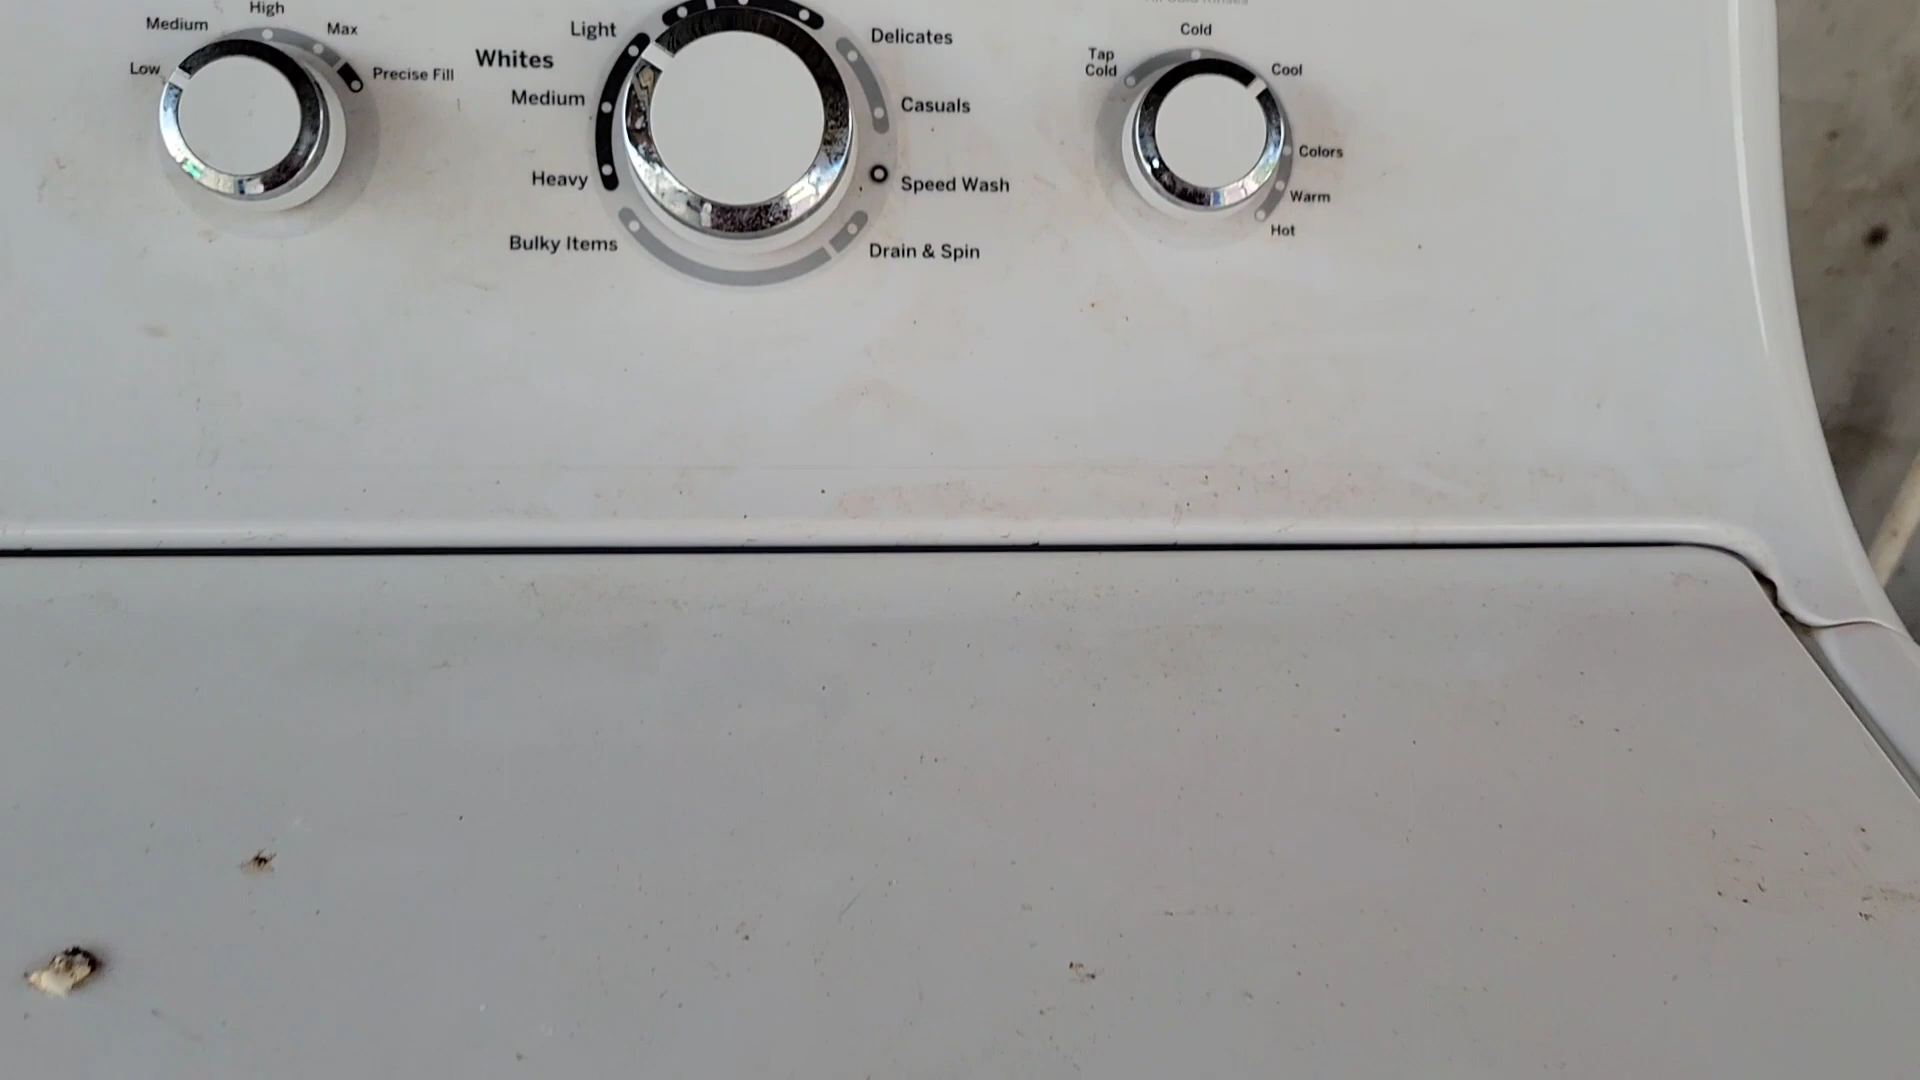 High
Medium
Max
Low
Precise Fill
Light
Whites
Medium
Heavy
Bulky Items
Delicates
Casuals
Speed Wash
Drain & Spin
Cold
Tap
Cold
Cool
Colors
Warm
Hot